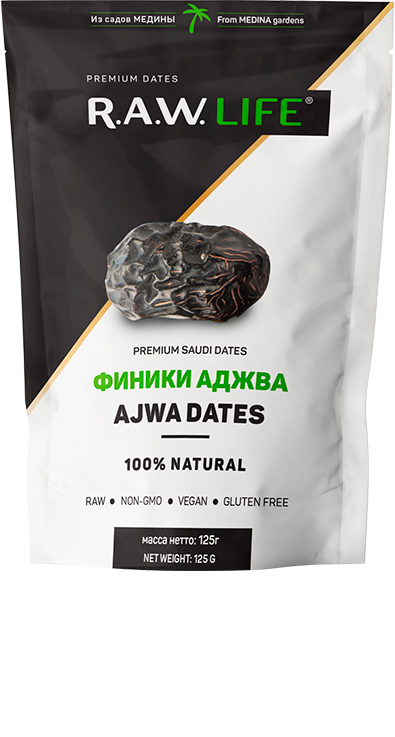 Из садов МЕДИНЫ From MEDINA gardens
PREMIUM DATES
R.A.W. LIFE®
PREMIUM SAUDI DATES
ФИНИКИ АДЖВА
AJWA DATES
100% NATURAL
RAW ● NON-GMO ● VEGAN ● GLUTEN FREE
масса нетто: 125г
NET WEIGHT: 125 G